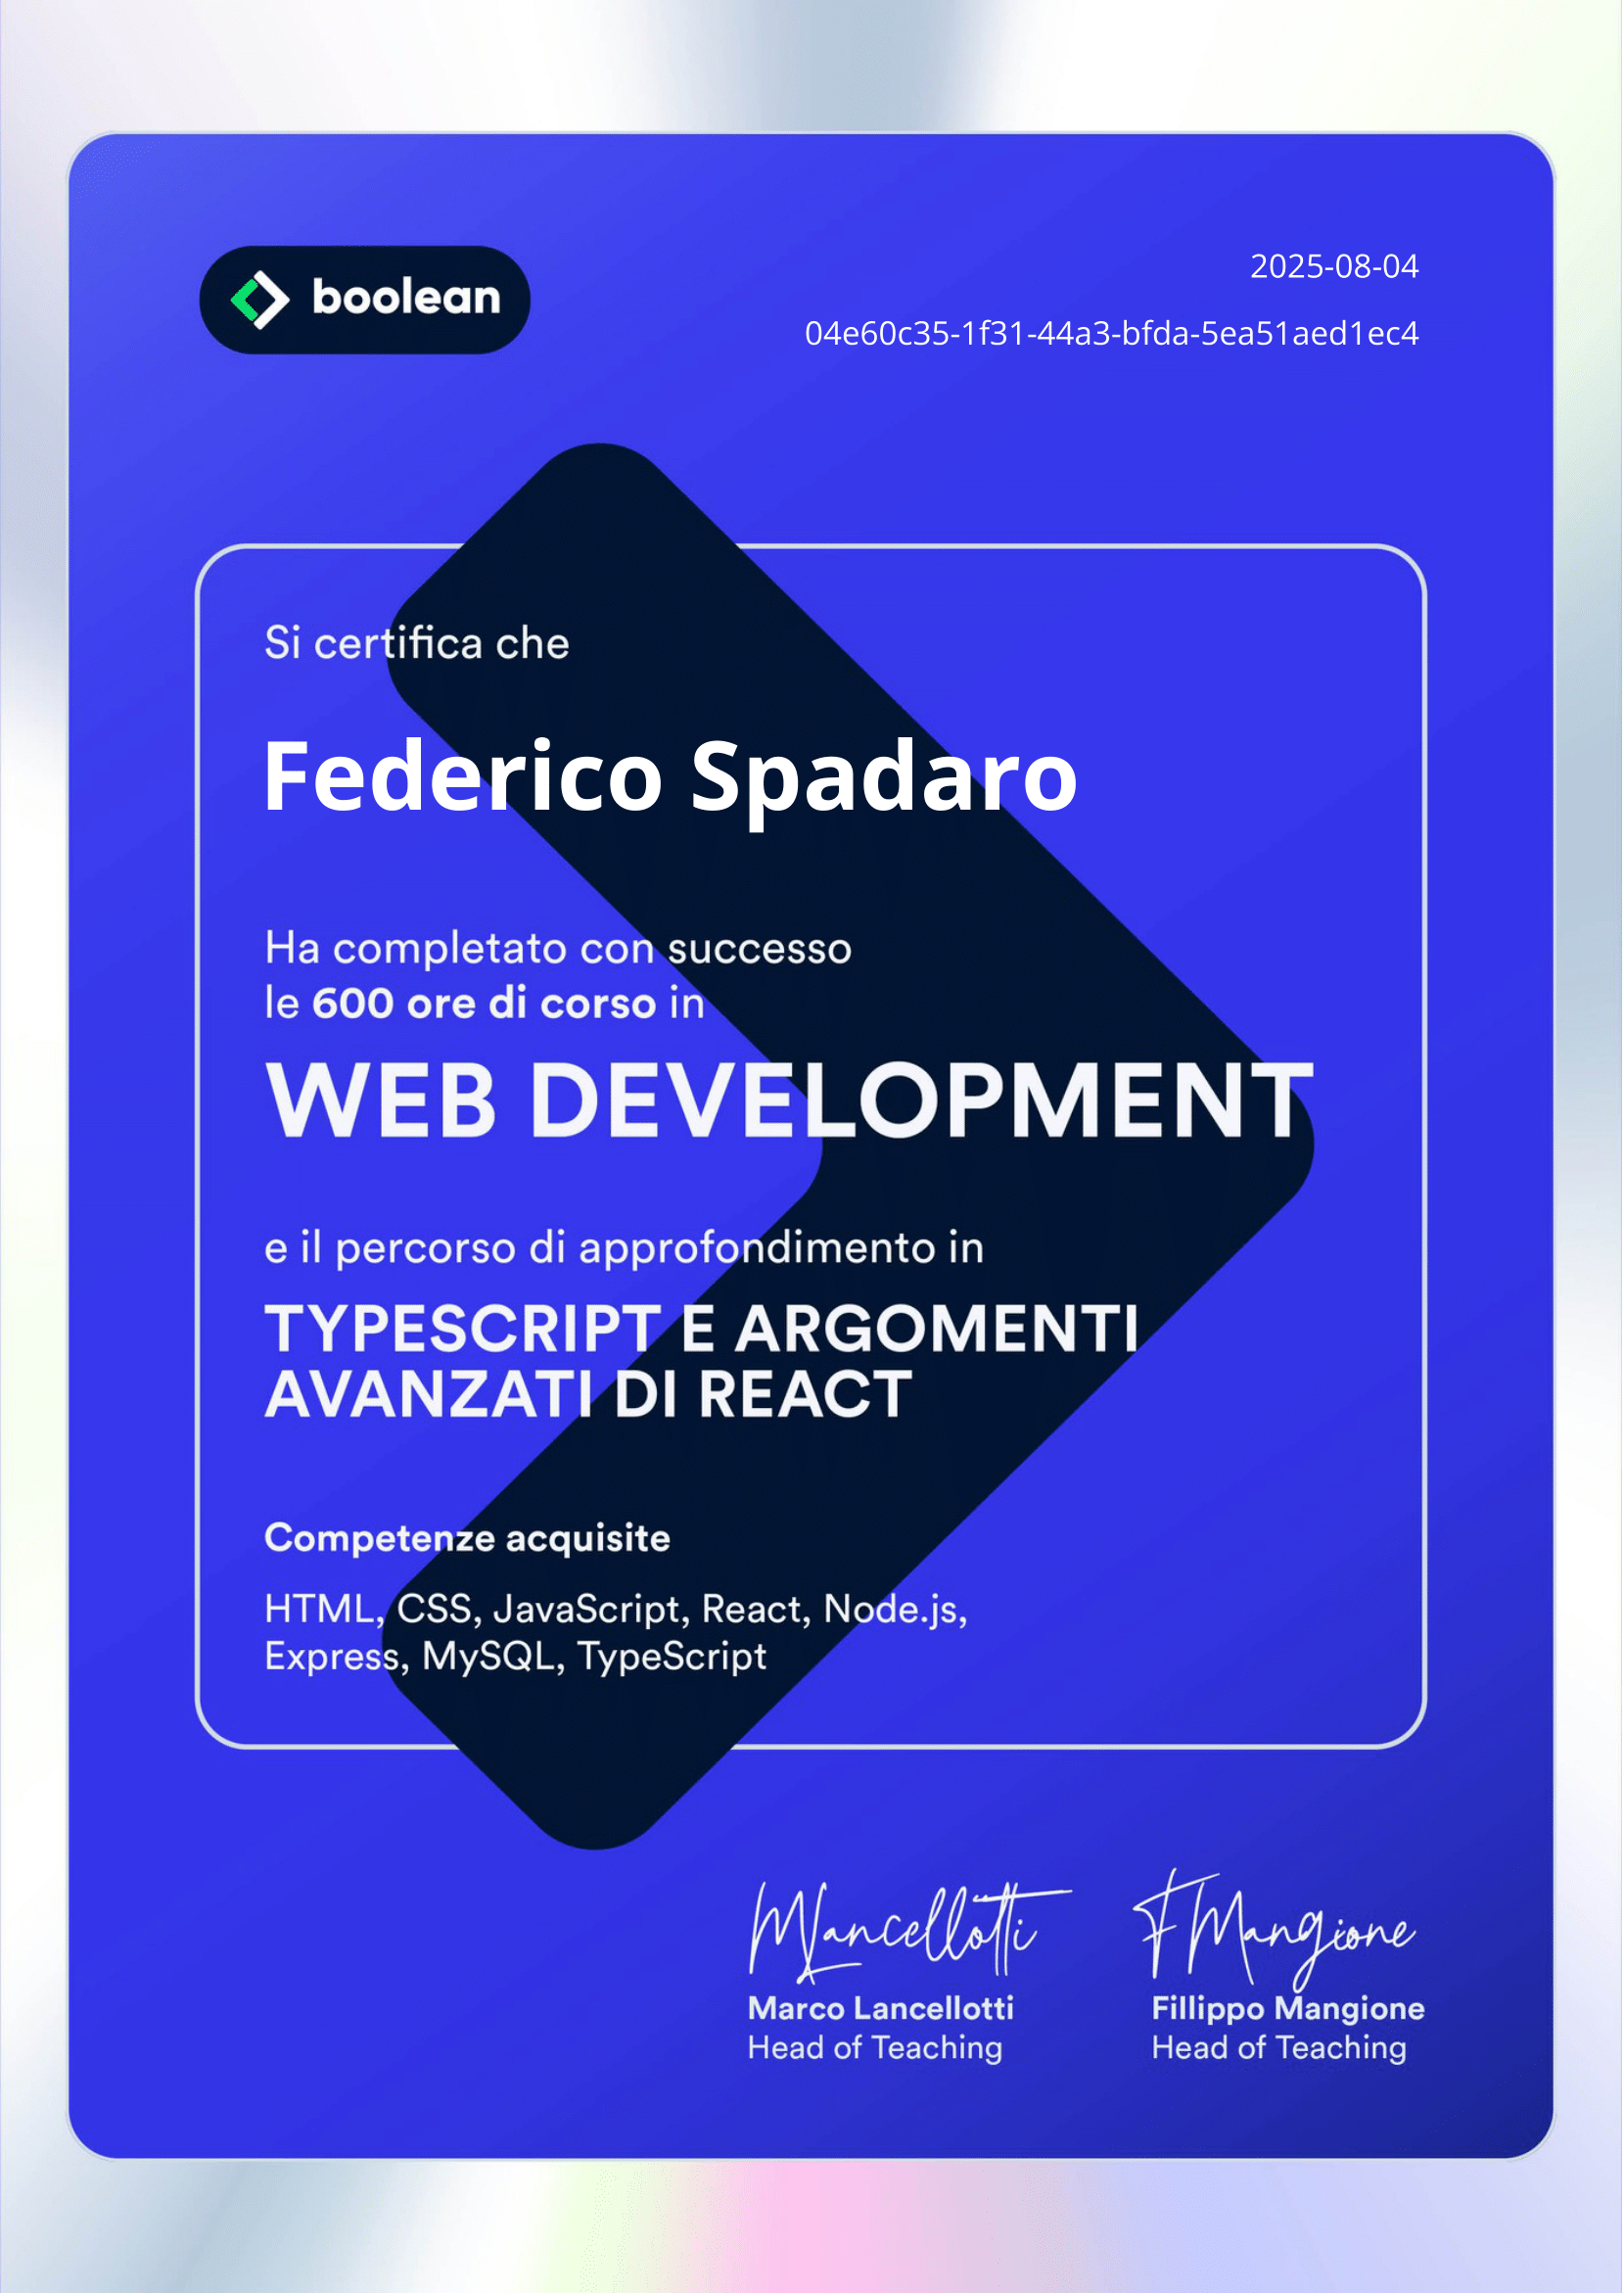 boolean
2025-08-04
04e60c35-1f31-44a3-bfda-5ea51aed1ec4
Si certifica che
Federico Spadaro
Ha completato con successo
le 600 ore di corso in
WEB DEVELOPMENT
e il percorso di approfondimento in
TYPESCRIPT E ARGOMENTI
AVANZATI DI REACT
Competenze acquisite
HTML, CSS, JavaScript, React, Node.js,
Express, MySQL, TypeScript
MLancellotti
FMangione
Marco Lancellotti
Fillippo Mangione
Head of Teaching
Head of Teaching